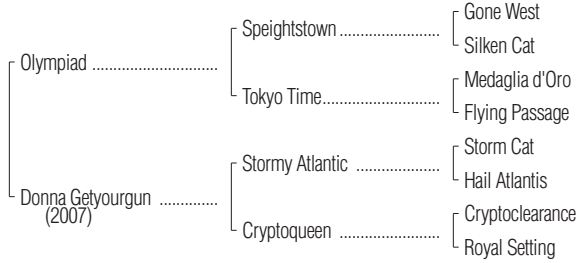 Gone West
Speightstown
Silken Cat
Olympiad
Medaglia d'Oro
Tokyo Time
Flying Passage
Storm Cat
Stormy Atlantic
Hail Atlantis
Donna Getyourgun
(2007)
Cryptoclearance
Cryptoqueen
Royal Setting